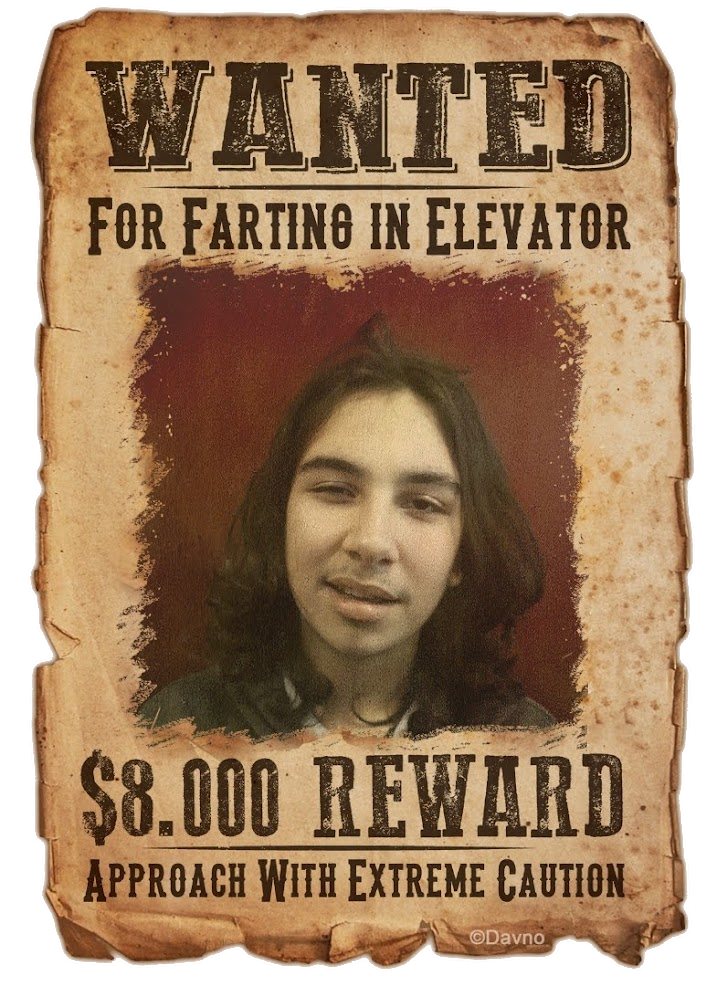 WANTED
FOR FARTING IN ELEVATOR
$8.000 REWARD
APPROACH WITH EXTREME CAUTION
©Davno